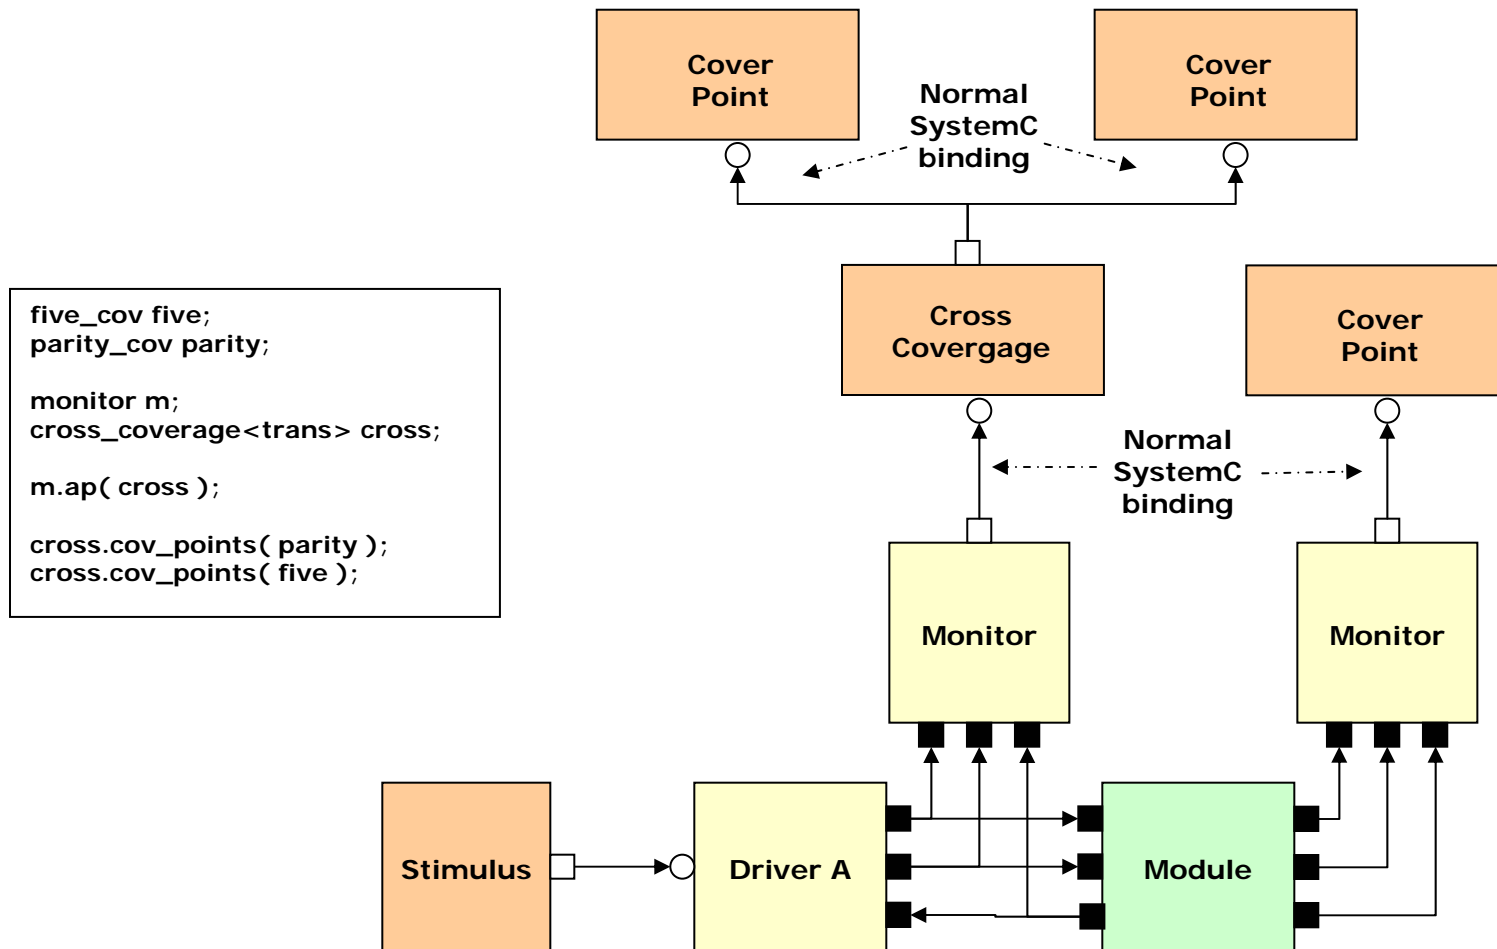 Cover
Point
Cover
Point
Normal
SystemC
binding
five_cov five;
parity_cov parity;
monitor m;
cross_coverage<trans> cross;
m.ap( cross );
cross.cov_points( parity );
cross.cov_points( five );
Cross
Covergage
Cover
Point
Normal
SystemC
binding
Monitor
Monitor
Stimulus
Driver A
Module